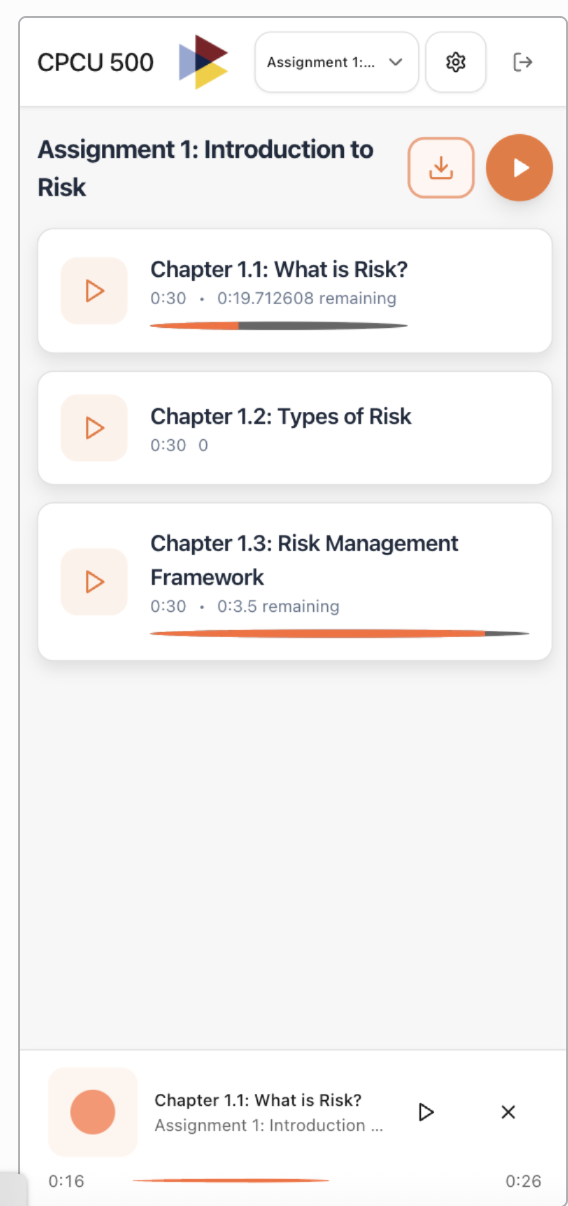 CPCU 500
Assignment 1:...
Assignment 1: Introduction to
Risk
Chapter 1.1: What is Risk?
0:30 • 0:19.712608 remaining
Chapter 1.2: Types of Risk
0:30 0
Chapter 1.3: Risk Management
Framework
0:30 • 0:3.5 remaining
Chapter 1.1: What is Risk?
Assignment 1: Introduction ...
0:16
0:26